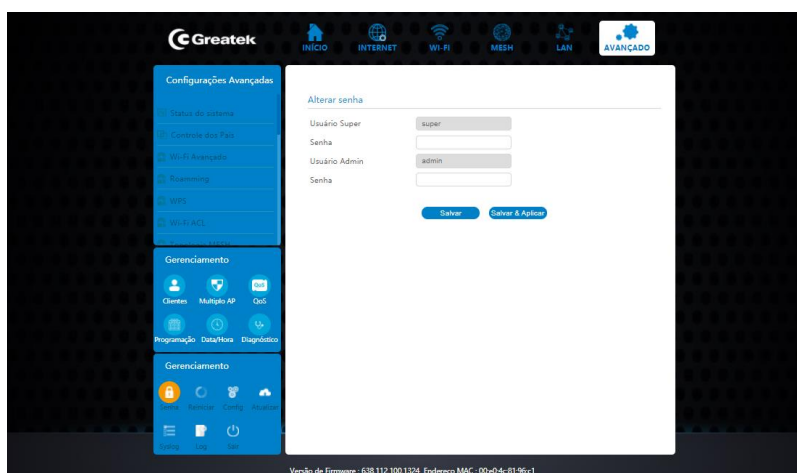 Greatek
INÍCIO INTERNET WI-FI MESH LAN AVANÇADO
Configurações Avançadas
Status do sistema
Controle dos Pais
Wi-Fi Avançado
Roamming
WPS
Wi-Fi ACL
Gerenciamento
Clientes Multiplo AP QoS
Programação Data/Hora Diagnóstico
Gerenciamento
Senha Reiniciar Config Atualizar
Syslog Log Sair
Alterar senha
Usuário Super super
Senha
Usuário Admin admin
Senha
Salvar Salvar & Aplicar
Versão de Firmware : 638.112.100.1324 Endereço MAC : 00:e0:4c:81:96:c1